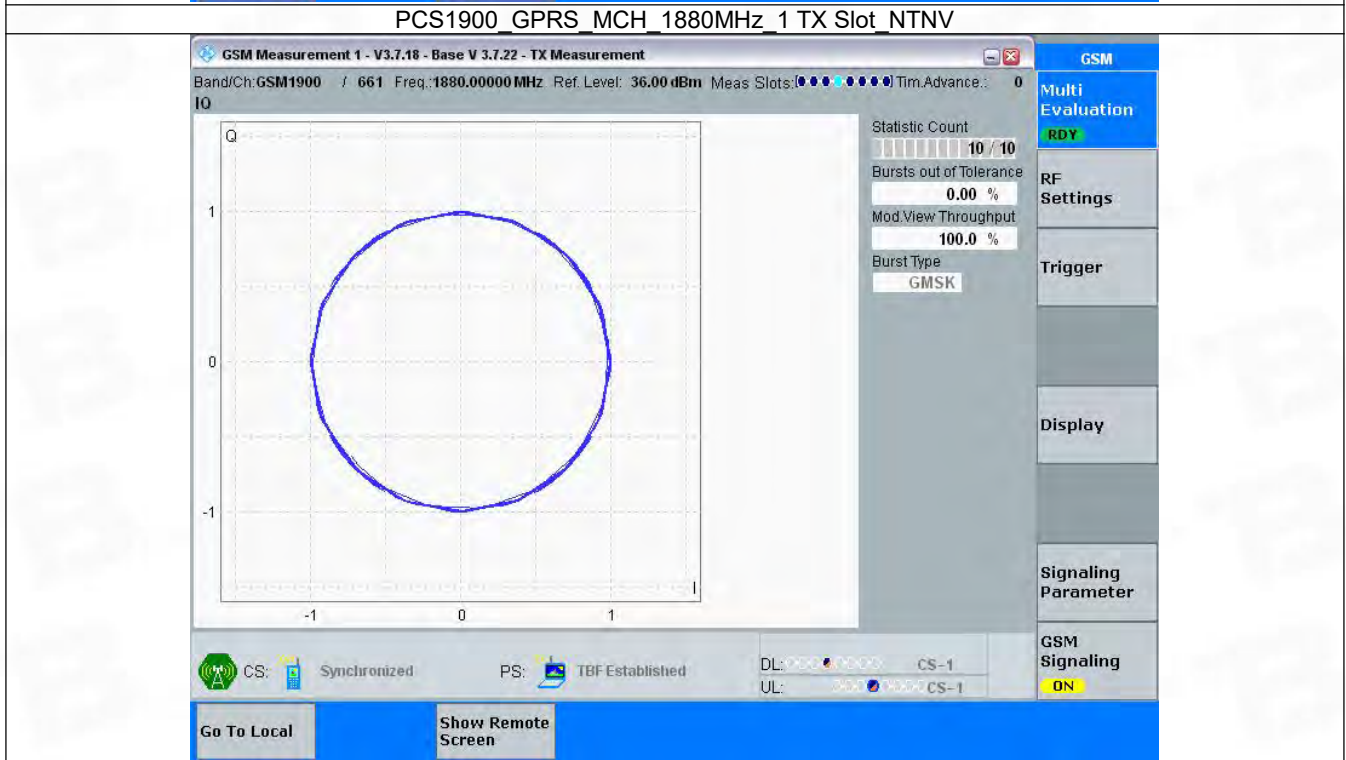 PCS1900_GPRS_MCH_1880MHz_1 TX Slot_NTNV
GSM Measurement 1 - V3.7.18 - Base V 3.7.22 - TX Measurement
GSM
Band/Ch:GSM1900 / 661 Freq.:1880.00000 MHz Ref. Level: 36.00 dBm Meas Slots: Tim.Advance.: 0
IQ
Multi
Evaluation
RDY
Q
Statistic Count
10 / 10
Bursts out of Tolerance
0.00 %
Mod.View Throughput
100.0 %
Burst Type
GMSK
RF
Settings
Trigger
1
0
-1
I
-1 0 1
Display
Signaling
Parameter
GSM
Signaling
ON
CS: Synchronized PS: TBF Established DL: CS-1
UL: CS-1
Go To Local
Show Remote
Screen